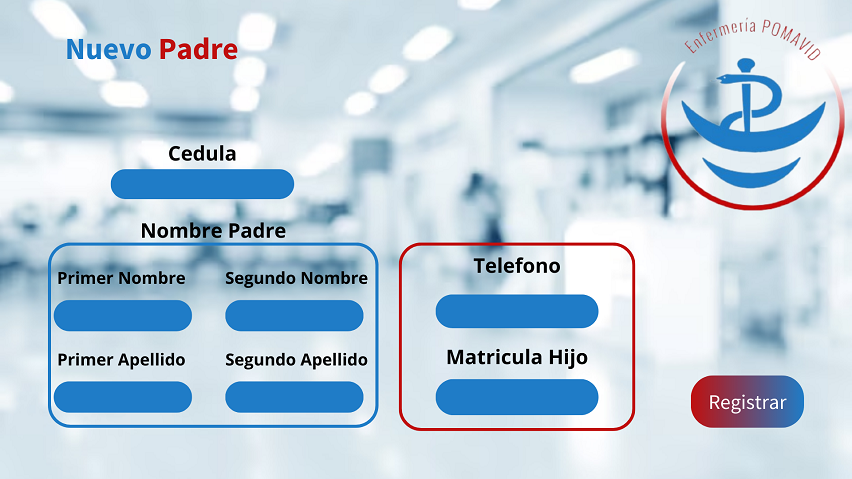 Nuevo Padre
Enfermería POMAVID
Cedula
Nombre Padre
Primer Nombre
Segundo Nombre
Primer Apellido
Segundo Apellido
Telefono
Matricula Hijo
Registrar